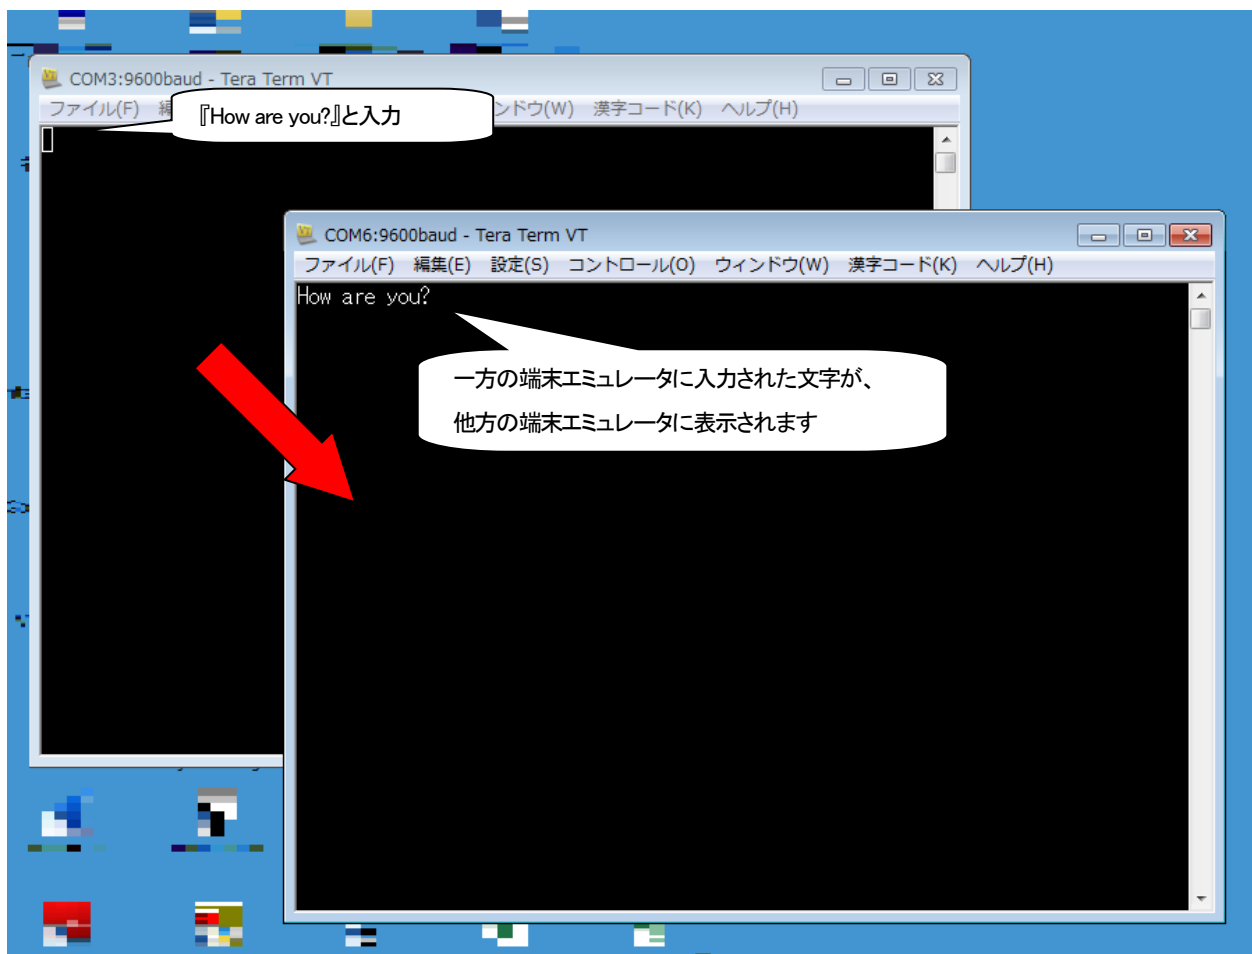 COM3:9600baud - Tera Term VT
ファイル(F) 編 ンドウ(W) 漢字コード(K) ヘルプ(H)
『How are you?』と入力
COM6:9600baud - Tera Term VT
ファイル(F) 編集(E) 設定(S) コントロール(O) ウィンドウ(W) 漢字コード(K) ヘルプ(H)
How are you?
一方の端末エミュレータに入力された文字が、
他方の端末エミュレータに表示されます